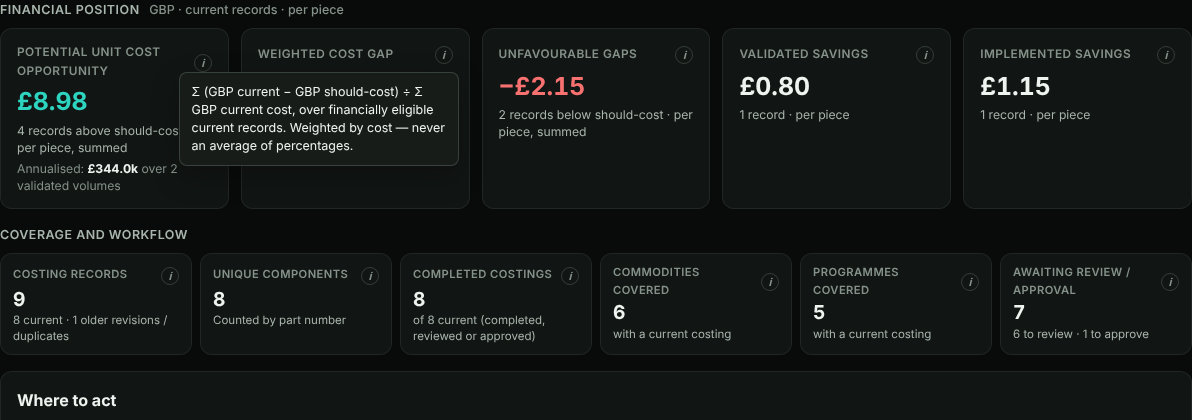 FINANCIAL POSITION GBP · current records · per piece
POTENTIAL UNIT COST
OPPORTUNITY
i
£8.98
4 records above should-cos
per piece, summed
Annualised: £344.0k over 2
validated volumes
WEIGHTED COST GAP
i
Σ (GBP current − GBP should-cost) ÷ Σ
GBP current cost, over financially eligible
current records. Weighted by cost — never
an average of percentages.
UNFAVOURABLE GAPS
i
−£2.15
2 records below should-cost · per
piece, summed
VALIDATED SAVINGS
i
£0.80
1 record · per piece
IMPLEMENTED SAVINGS
i
£1.15
1 record · per piece
COVERAGE AND WORKFLOW
COSTING RECORDS
i
9
8 current · 1 older revisions /
duplicates
UNIQUE COMPONENTS
i
8
Counted by part number
COMPLETED COSTINGS
i
8
of 8 current (completed,
reviewed or approved)
COMMODITIES
COVERED
i
6
with a current costing
PROGRAMMES
COVERED
i
5
with a current costing
AWAITING REVIEW /
APPROVAL
i
7
6 to review · 1 to approve
Where to act